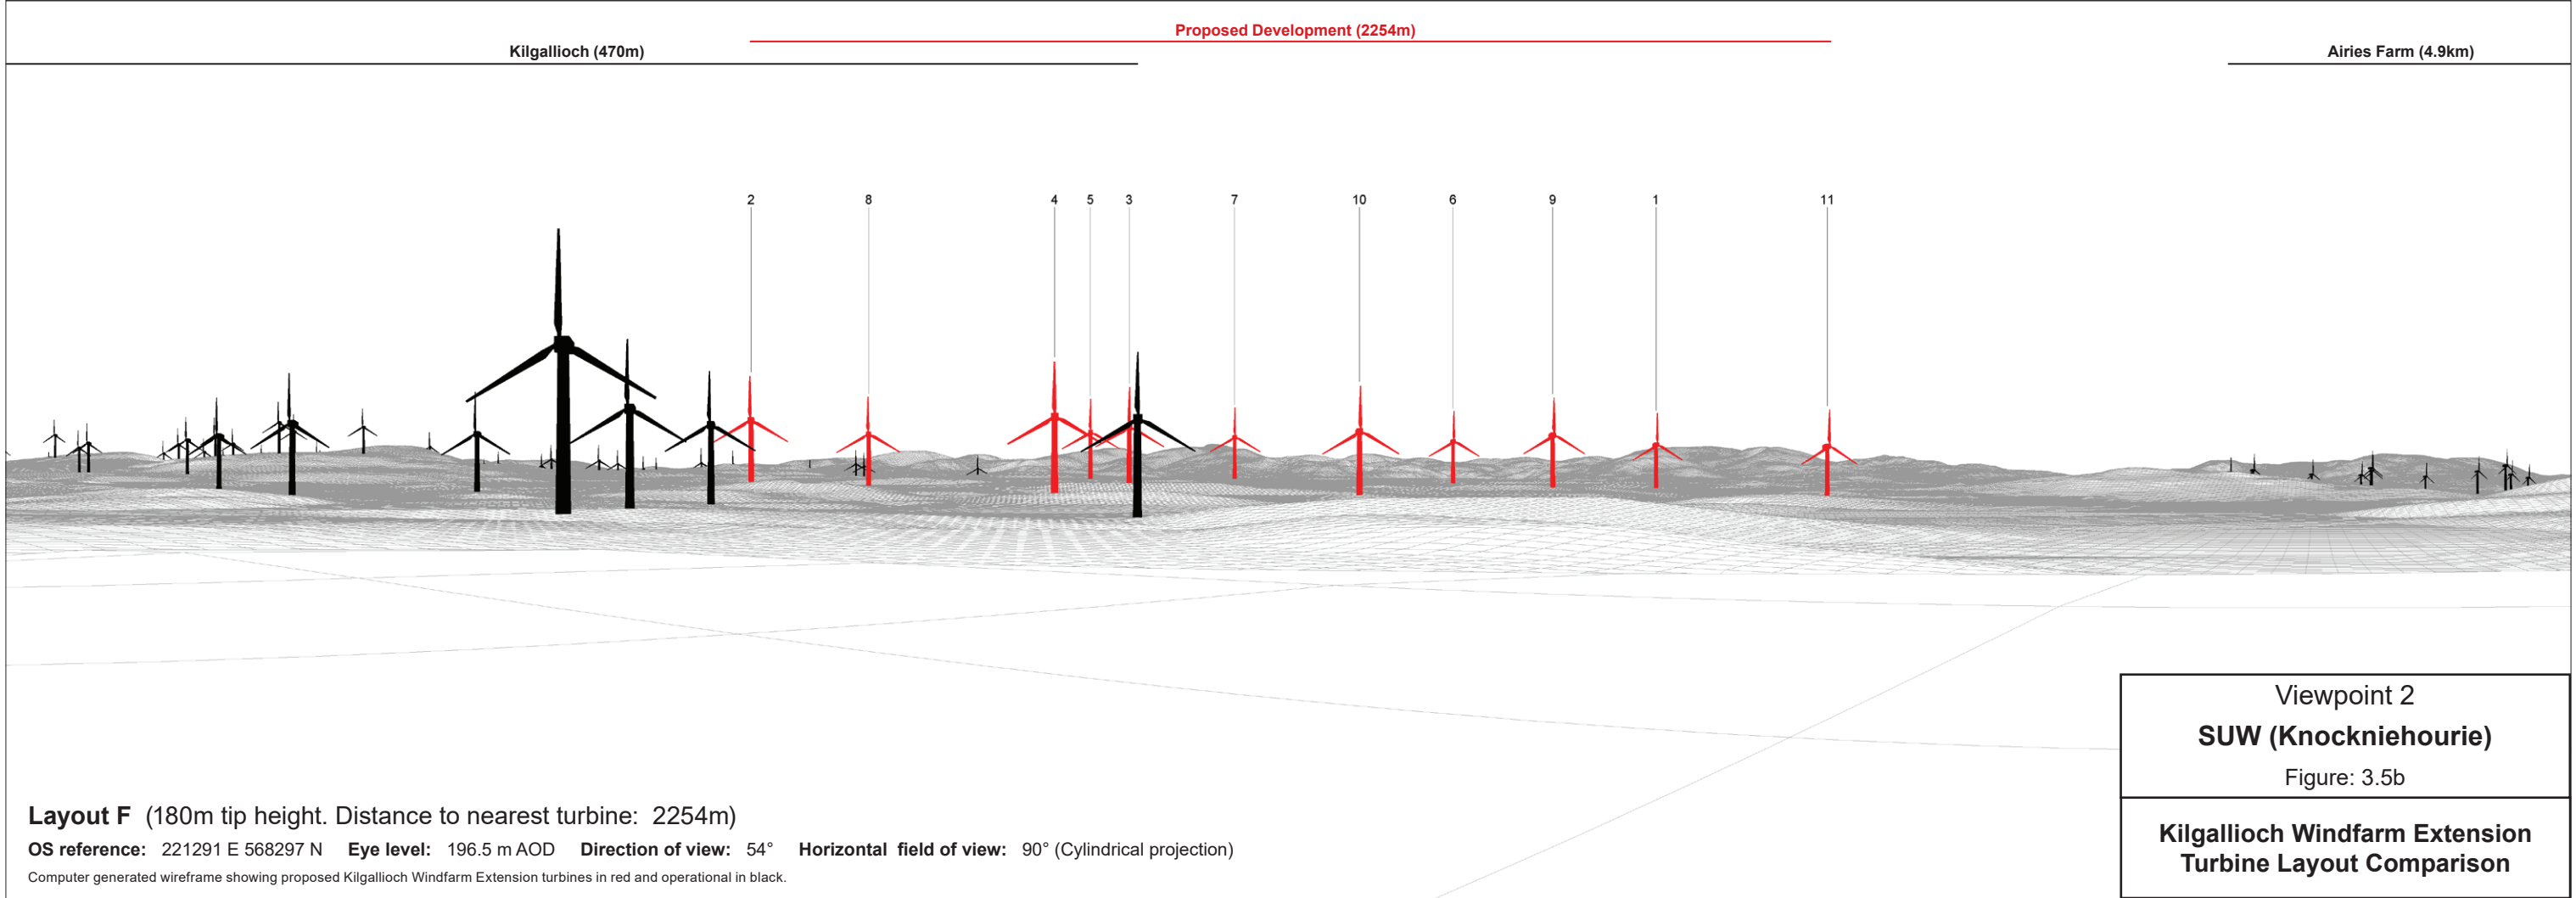 Proposed Development (2254m)
Kilgallioch (470m)
Airies Farm (4.9km)
2
8
4
5
3
7
10
6
9
1
11
Layout F (180m tip height. Distance to nearest turbine: 2254m)
OS reference: 221291 E 568297 N Eye level: 196.5 m AOD Direction of view: 54° Horizontal field of view: 90° (Cylindrical projection)
Computer generated wireframe showing proposed Kilgallioch Windfarm Extension turbines in red and operational in black.
Viewpoint 2
SUW (Knockniehourie)
Figure: 3.5b
Kilgallioch Windfarm Extension
Turbine Layout Comparison